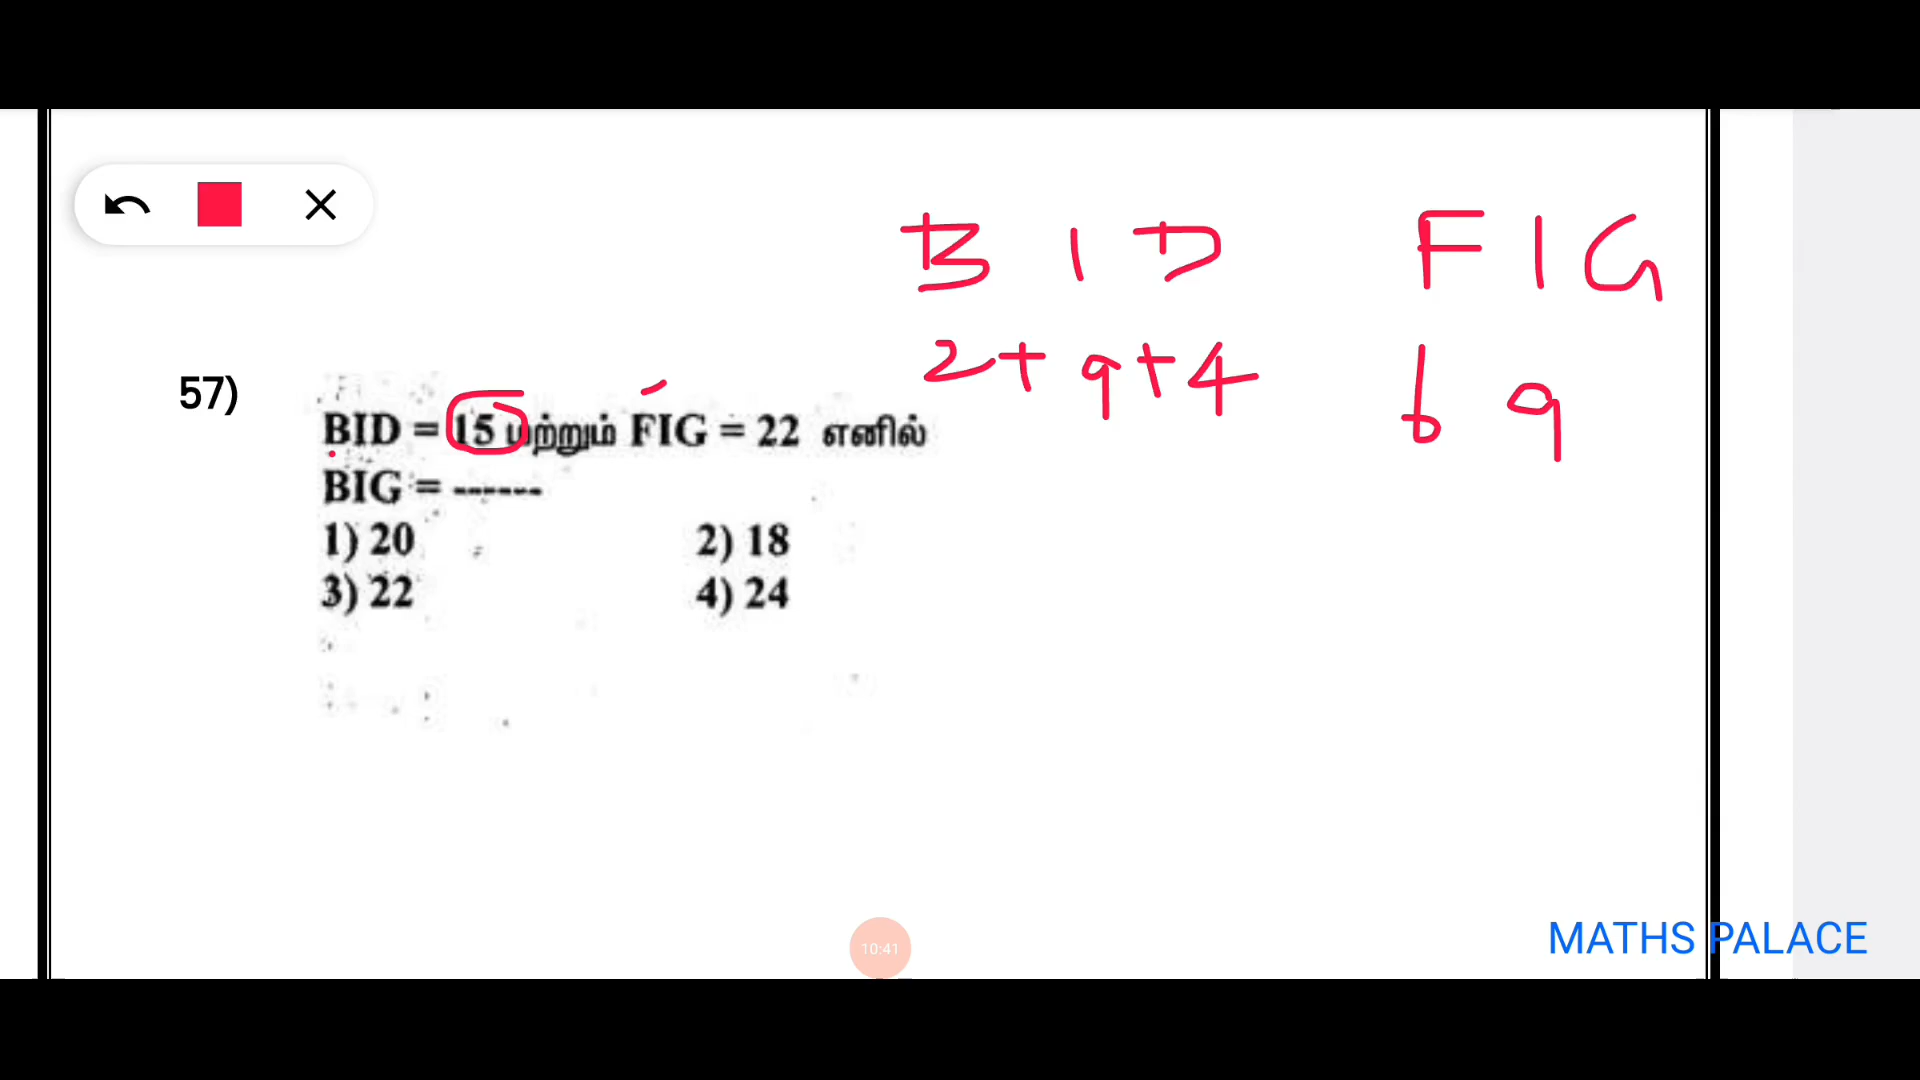 B I D F I G
2 + 9 + 4 6 9
57)
BID = 15 மற்றும் FIG = 22 எனில்
BIG = ------
1) 20 2) 18
3) 22 4) 24
10:41
MATHS PALACE